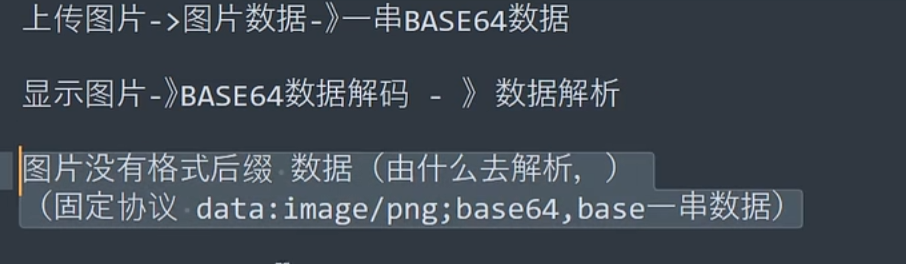 上传图片->图片数据-》一串BASE64数据
显示图片-》BASE64数据解码 - 》 数据解析
图片没有格式后缀 数据（由什么去解析，）
（固定协议 data:image/png;base64,base一串数据）